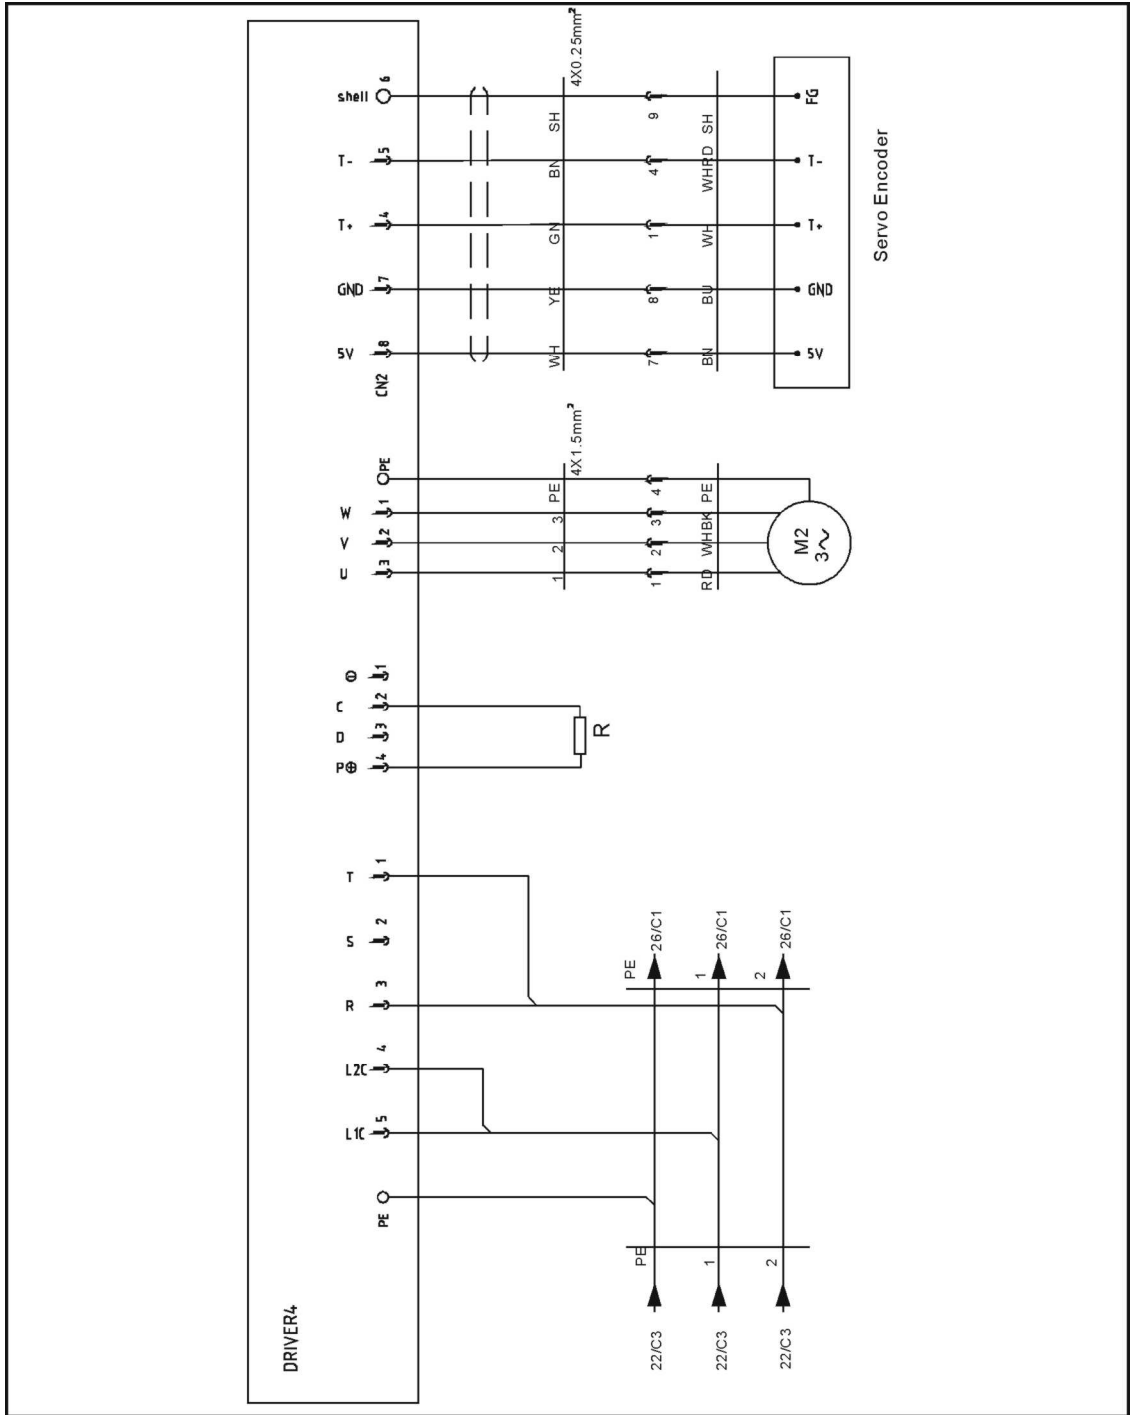 DRIVER4
shell 6
T- 5
T+ 4
GND 7
5V 8
CN2
4X0.25mm²
SH 9 SH
BN 4 WHRD
GN 1 WH
YE 8 BU
WH 7 BN
FG
T-
T+
GND
5V
Servo Encoder
PE
W 1
V 2
U 3
4X1.5mm²
PE 4 PE
3 3 BK
2 2 WH
1 1 RD
M2
3~
⊖ 1
C 2
D 3
P⊕ 4
R
T 1
S 2
R 3
L2C 4
L1C 5
PE
PE 26/C1
1 26/C1
2 26/C1
PE 22/C3
1 22/C3
2 22/C3